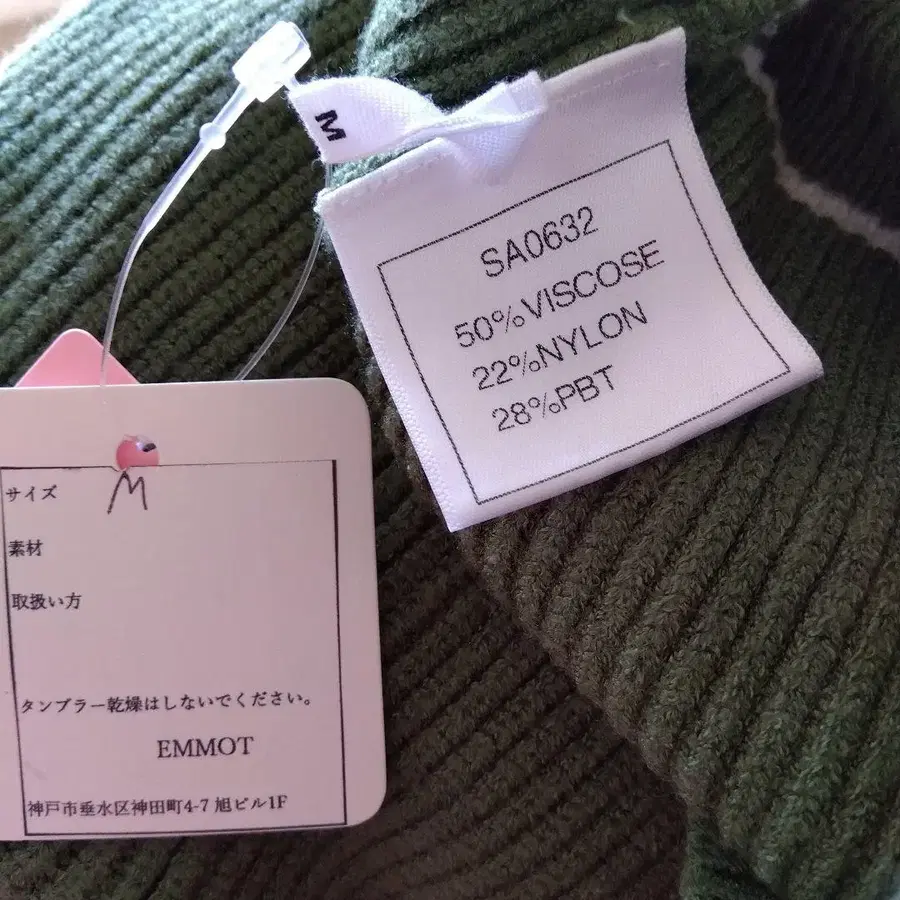 M
SA0632
50%VISCOSE
22%NYLON
28%PBT
サイズ M
素材
取扱い方
タンブラー乾燥はしないでください。
EMMOT
神戸市垂水区神田町4-7 旭ビル1F